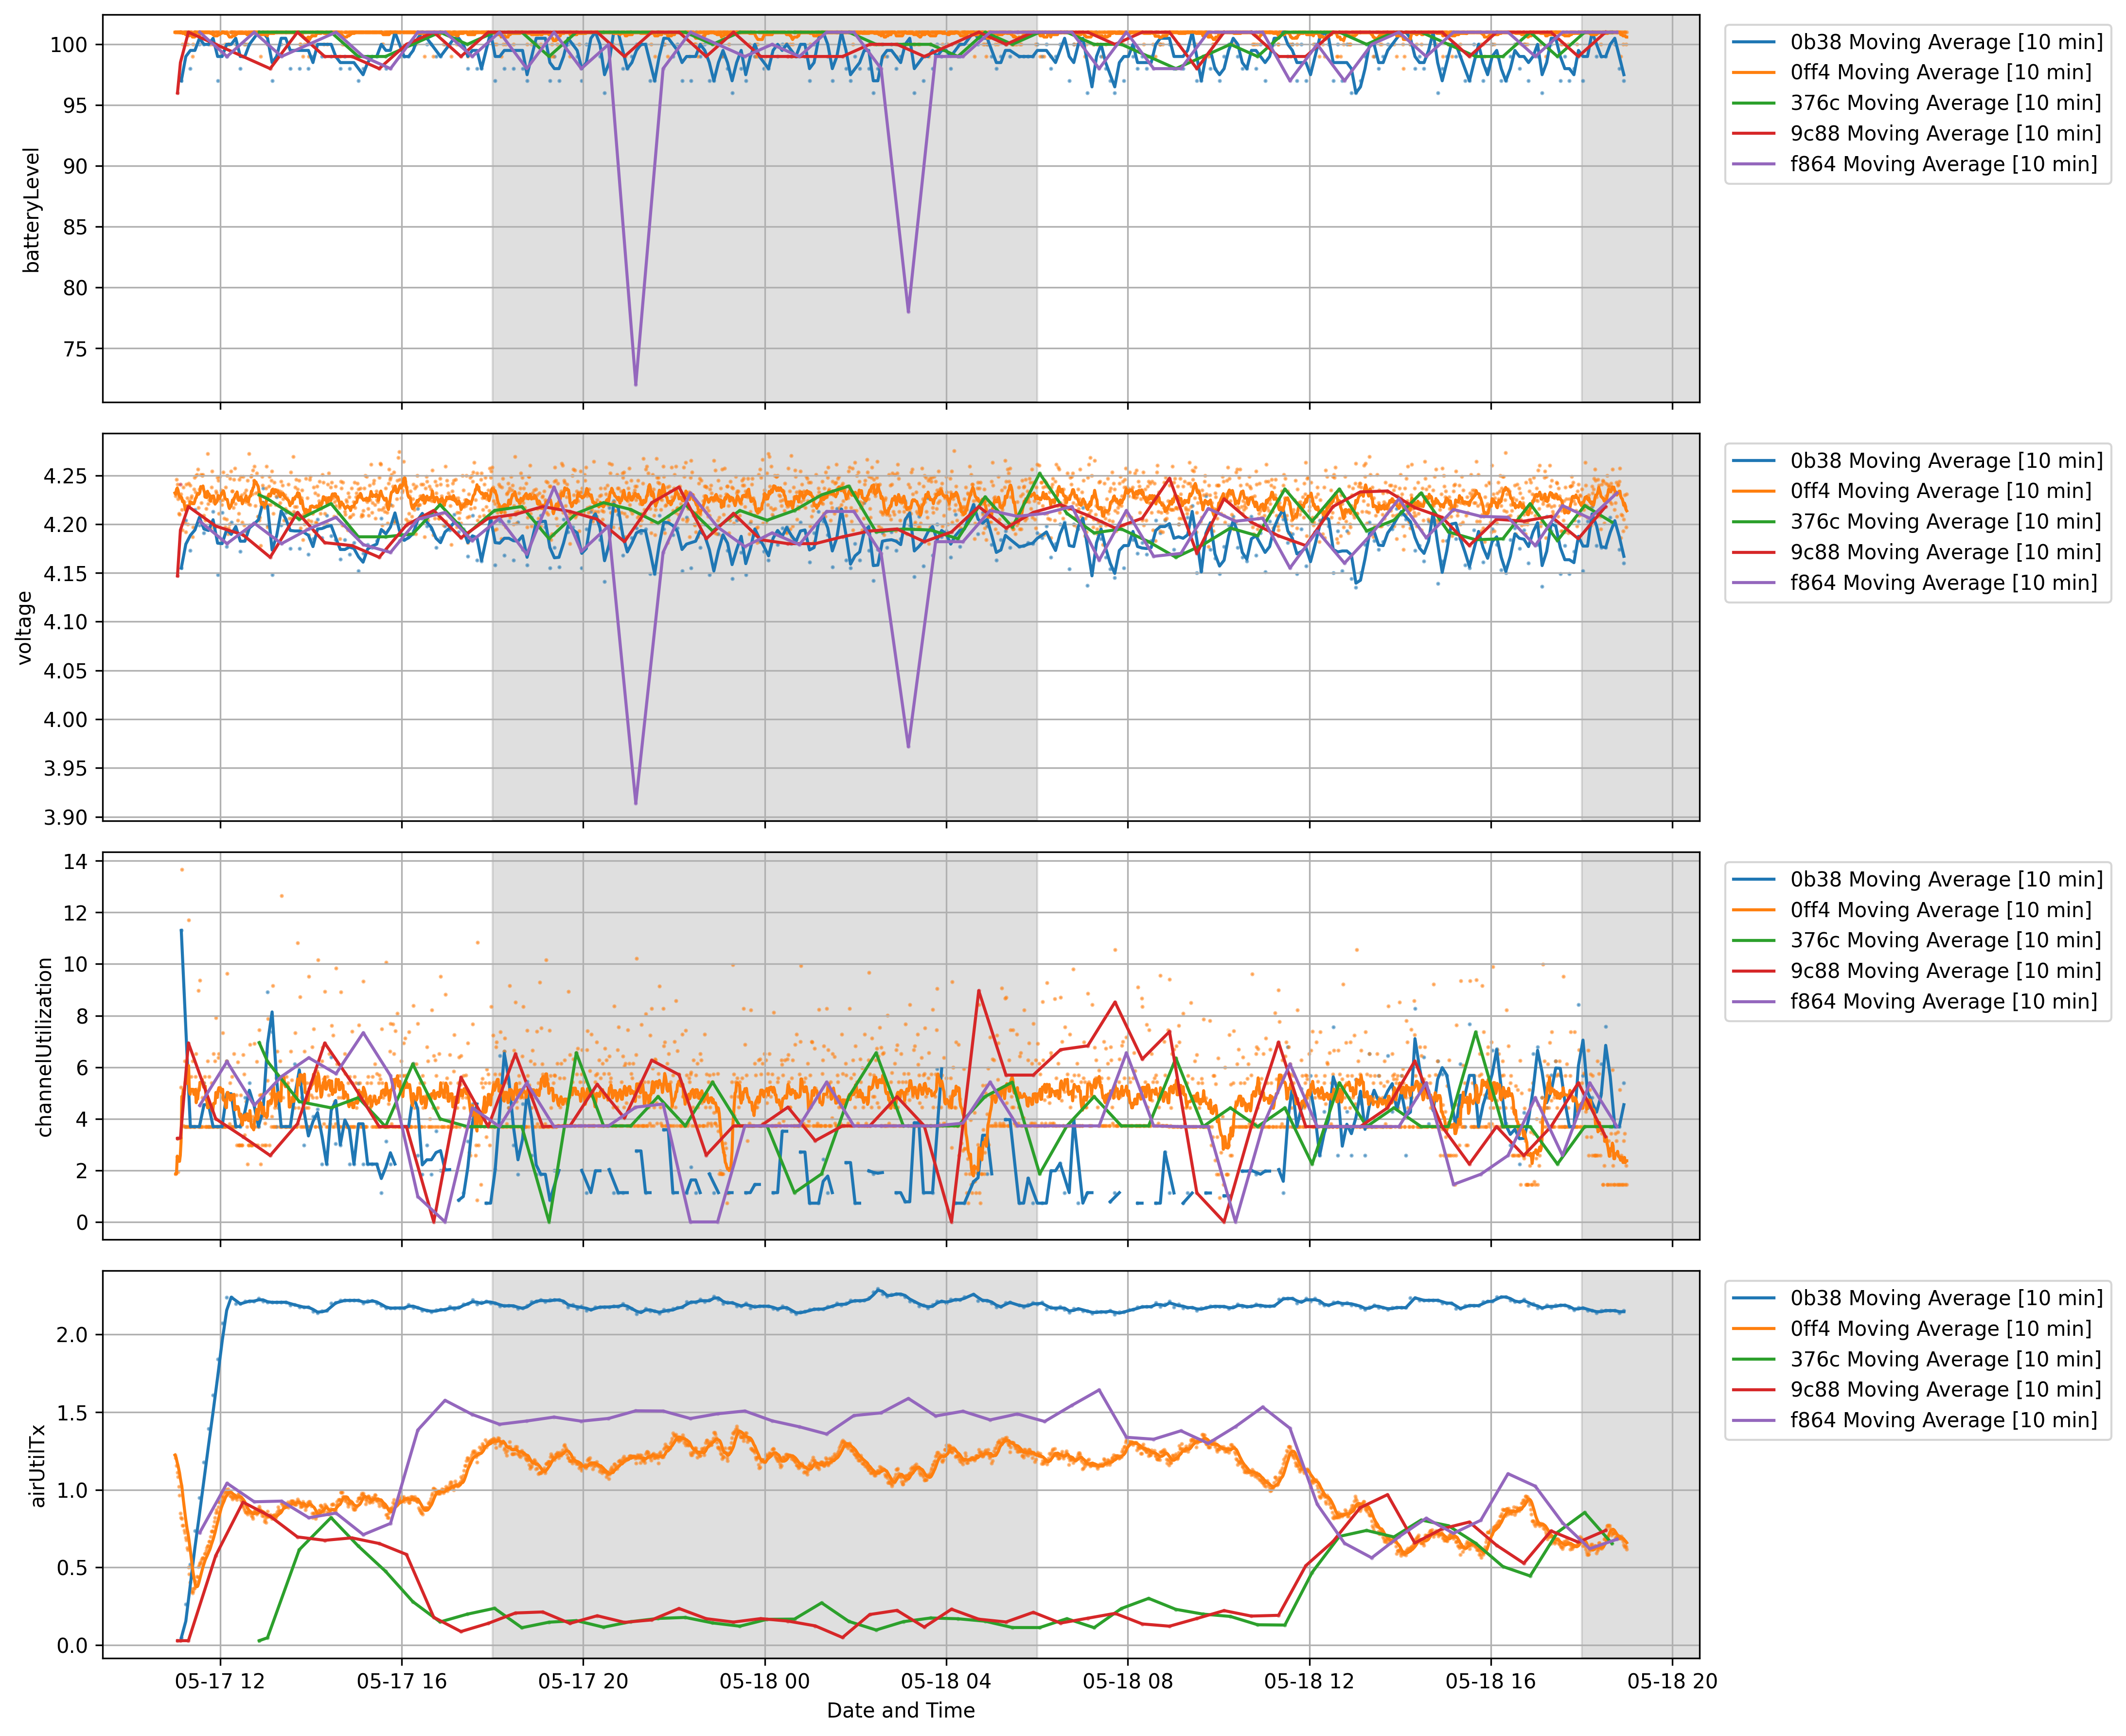 100
95
90
85
80
75
batteryLevel
0b38 Moving Average [10 min]
0ff4 Moving Average [10 min]
376c Moving Average [10 min]
9c88 Moving Average [10 min]
f864 Moving Average [10 min]
4.25
4.20
4.15
4.10
4.05
4.00
3.95
3.90
voltage
0b38 Moving Average [10 min]
0ff4 Moving Average [10 min]
376c Moving Average [10 min]
9c88 Moving Average [10 min]
f864 Moving Average [10 min]
14
12
10
8
6
4
2
0
channelUtilization
0b38 Moving Average [10 min]
0ff4 Moving Average [10 min]
376c Moving Average [10 min]
9c88 Moving Average [10 min]
f864 Moving Average [10 min]
2.0
1.5
1.0
0.5
0.0
airUtilTx
0b38 Moving Average [10 min]
0ff4 Moving Average [10 min]
376c Moving Average [10 min]
9c88 Moving Average [10 min]
f864 Moving Average [10 min]
05-17 12 05-17 16 05-17 20 05-18 00 05-18 04 05-18 08 05-18 12 05-18 16 05-18 20
Date and Time